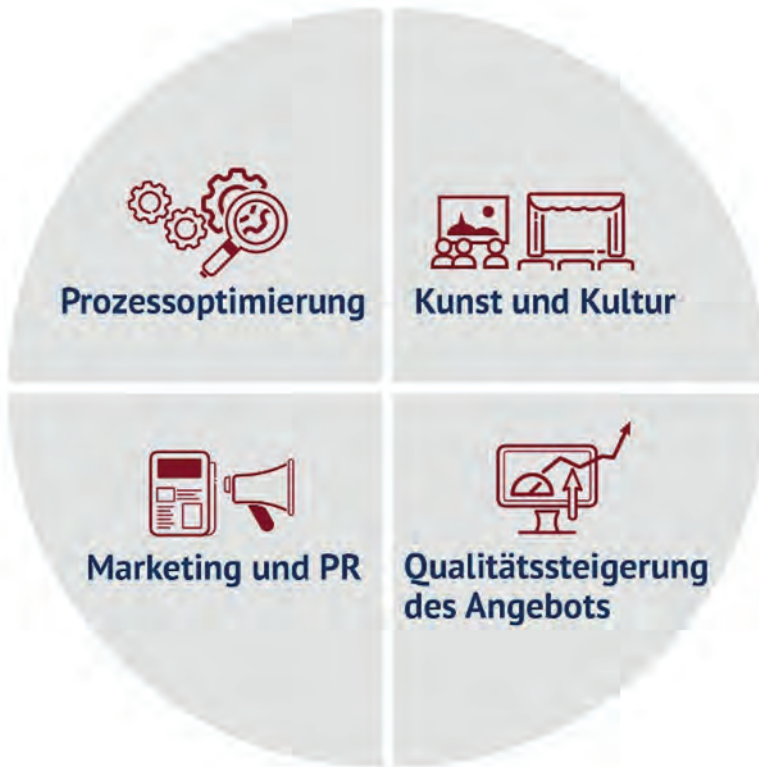 Prozessoptimierung
Kunst und Kultur
Marketing und PR
Qualitätssteigerung
des Angebots